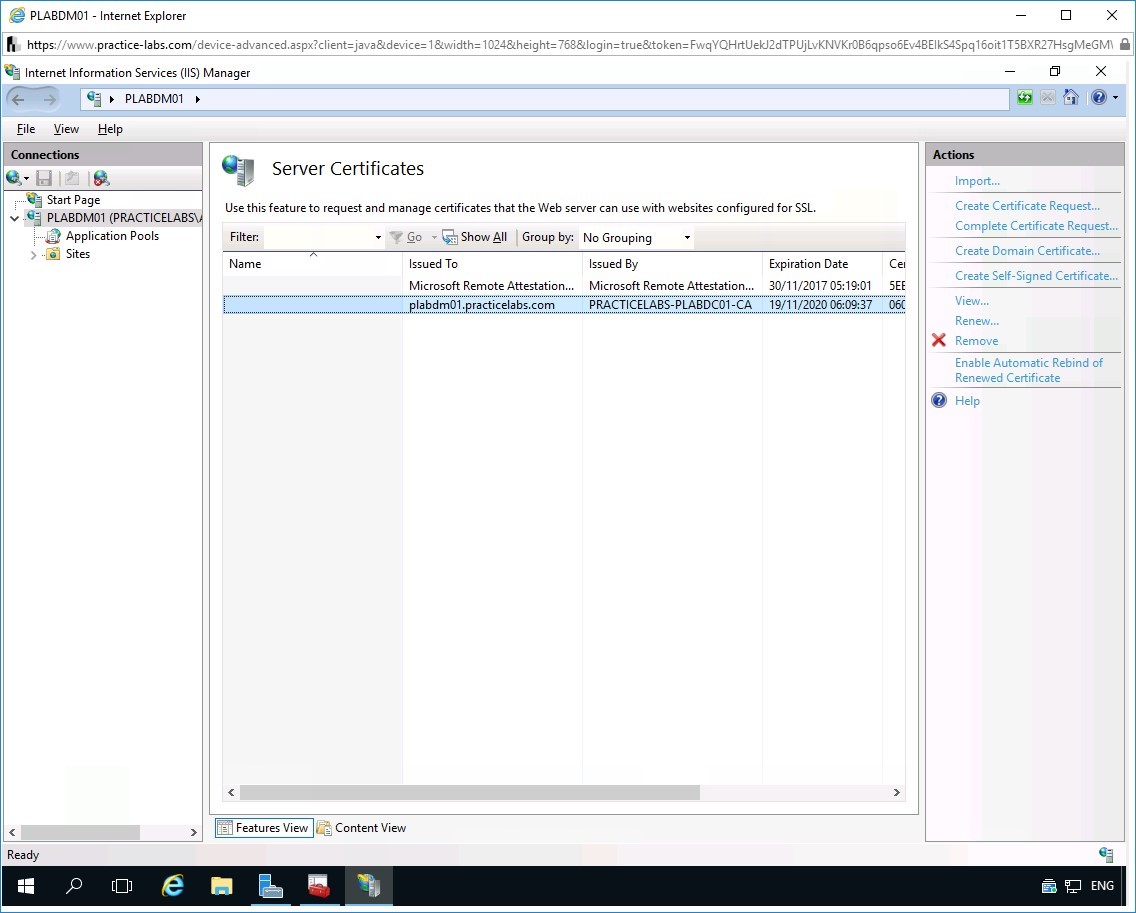 PLABDM01 - Internet Explorer
https://www.practice-labs.com/device-advanced.aspx?client=java&device=1&width=1024&height=768&login=true&token=FwqYQHrtUekJ2dTPUjLvKNVKr0B6qpso6Ev4BElkS4Spq16oit1T5BXR27HsgMeGM
Internet Information Services (IIS) Manager
PLABDM01
File View Help
Connections
Start Page
PLABDM01 (PRACTICELABS\A
Application Pools
Sites
Server Certificates
Use this feature to request and manage certificates that the Web server can use with websites configured for SSL.
Filter: Go Show All Group by: No Grouping
Name Issued To Issued By Expiration Date Cer
Microsoft Remote Attestation... Microsoft Remote Attestation... 30/11/2017 05:19:01 5EE
plabdm01.practicelabs.com PRACTICELABS-PLABDC01-CA 19/11/2020 06:09:37 060
Features View Content View
Actions
Import...
Create Certificate Request...
Complete Certificate Request...
Create Domain Certificate...
Create Self-Signed Certificate...
View...
Renew...
Remove
Enable Automatic Rebind of
Renewed Certificate
Help
Ready
ENG